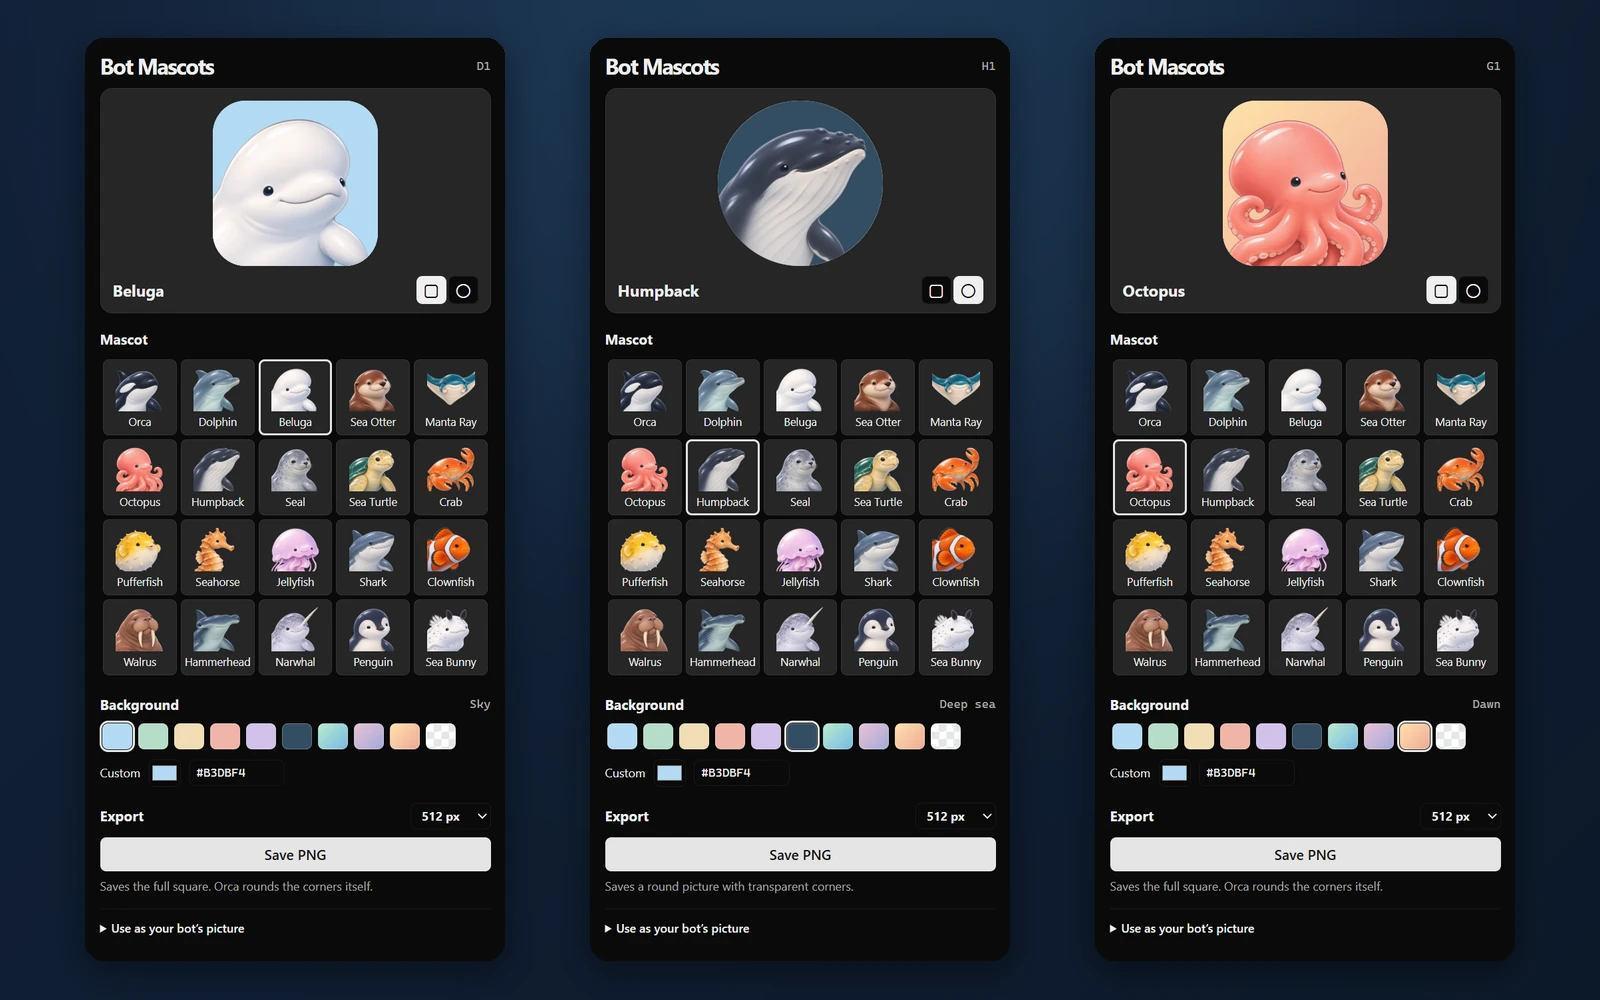 Bot Mascots D1
Beluga
Mascot
Orca Dolphin Beluga Sea Otter Manta Ray
Octopus Humpback Seal Sea Turtle Crab
Pufferfish Seahorse Jellyfish Shark Clownfish
Walrus Hammerhead Narwhal Penguin Sea Bunny
Background Sky
Custom #B3DBF4
Export 512 px
Save PNG
Saves the full square. Orca rounds the corners itself.
Use as your bot’s picture
Bot Mascots H1
Humpback
Mascot
Orca Dolphin Beluga Sea Otter Manta Ray
Octopus Humpback Seal Sea Turtle Crab
Pufferfish Seahorse Jellyfish Shark Clownfish
Walrus Hammerhead Narwhal Penguin Sea Bunny
Background Deep sea
Custom #B3DBF4
Export 512 px
Save PNG
Saves a round picture with transparent corners.
Use as your bot’s picture
Bot Mascots G1
Octopus
Mascot
Orca Dolphin Beluga Sea Otter Manta Ray
Octopus Humpback Seal Sea Turtle Crab
Pufferfish Seahorse Jellyfish Shark Clownfish
Walrus Hammerhead Narwhal Penguin Sea Bunny
Background Dawn
Custom #B3DBF4
Export 512 px
Save PNG
Saves the full square. Orca rounds the corners itself.
Use as your bot’s picture